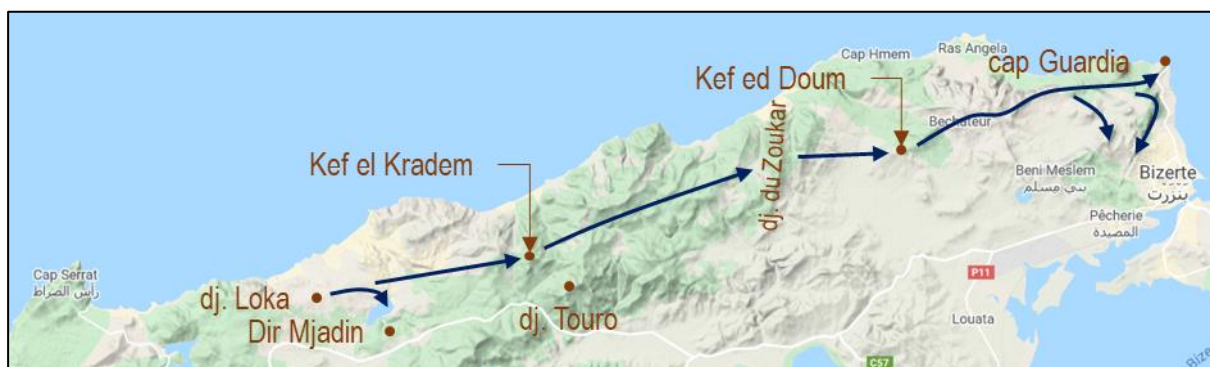 Cap Hmem
Ras Angela
cap Guardia
Kef ed Doum
Bechateur
Kef el Kradem
dj. du Zoukar
Beni Meslem
بني مسلم
Bizerte
بنزرت
Pêcherie
المصيدة
Cap Serrat
رأس الصراط
P11
dj. Loka
Dir Mjadin
dj. Touro
Louata
C57